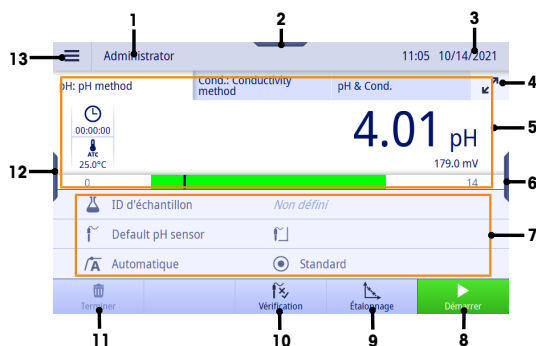 1
2
3
13
Administrator
11:05 10/14/2021
pH: pH method
Cond.: Conductivity method
pH & Cond.
4
00:00:00
ATC
25.0°C
4.01 pH
179.0 mV
5
12
0
14
6
ID d'échantillon
Non défini
Default pH sensor
7
A
Automatique
Standard
Terminer
Vérification
Étalonnage
Démarrer
11
10
9
8